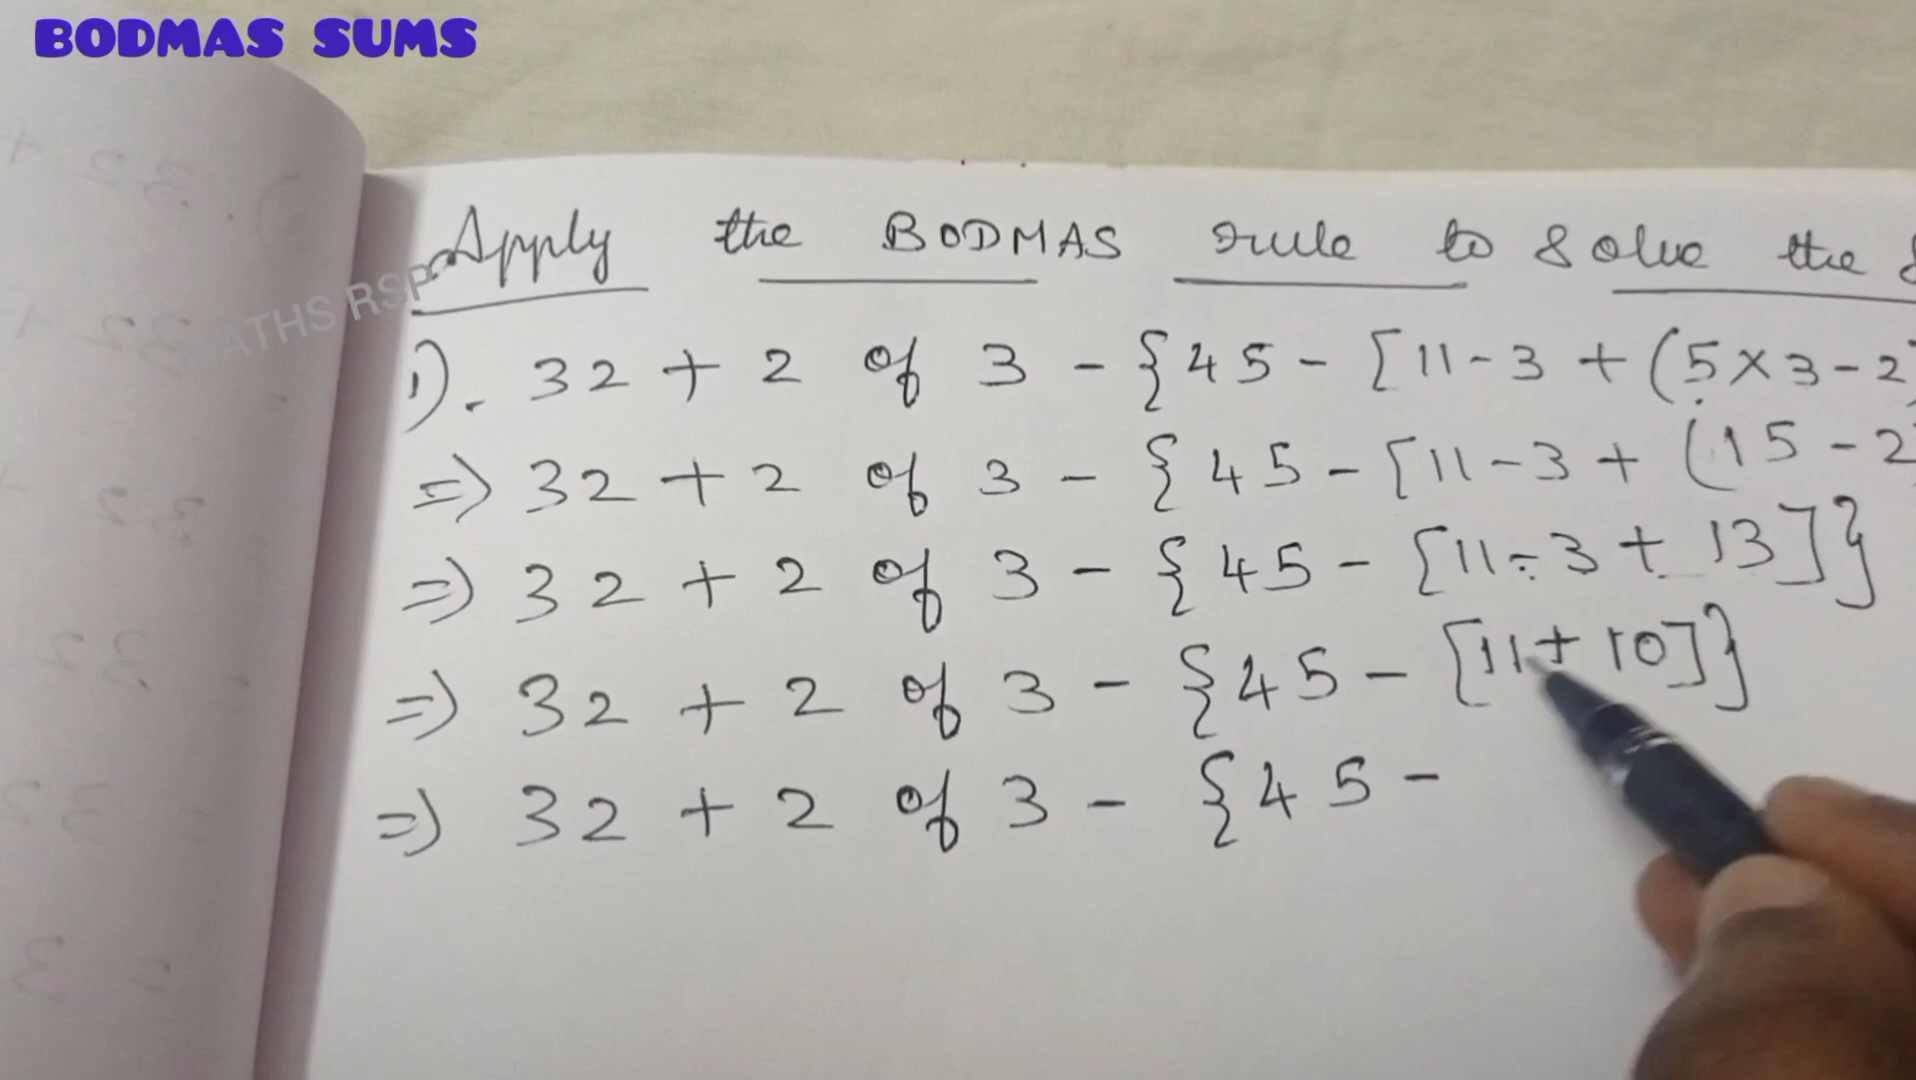 BODMAS SUMS
Apply the BODMAS rule to solve the
MATHS RSP
1). 32 + 2 of 3 - {45 - [11 - 3 + (5 × 3 - 2)
=> 32 + 2 of 3 - {45 - [11 - 3 + (15 - 2)
=> 32 + 2 of 3 - {45 - [11 - 3 + 13]}
=> 32 + 2 of 3 - {45 - [11 + 10]}
=> 32 + 2 of 3 - {45 -